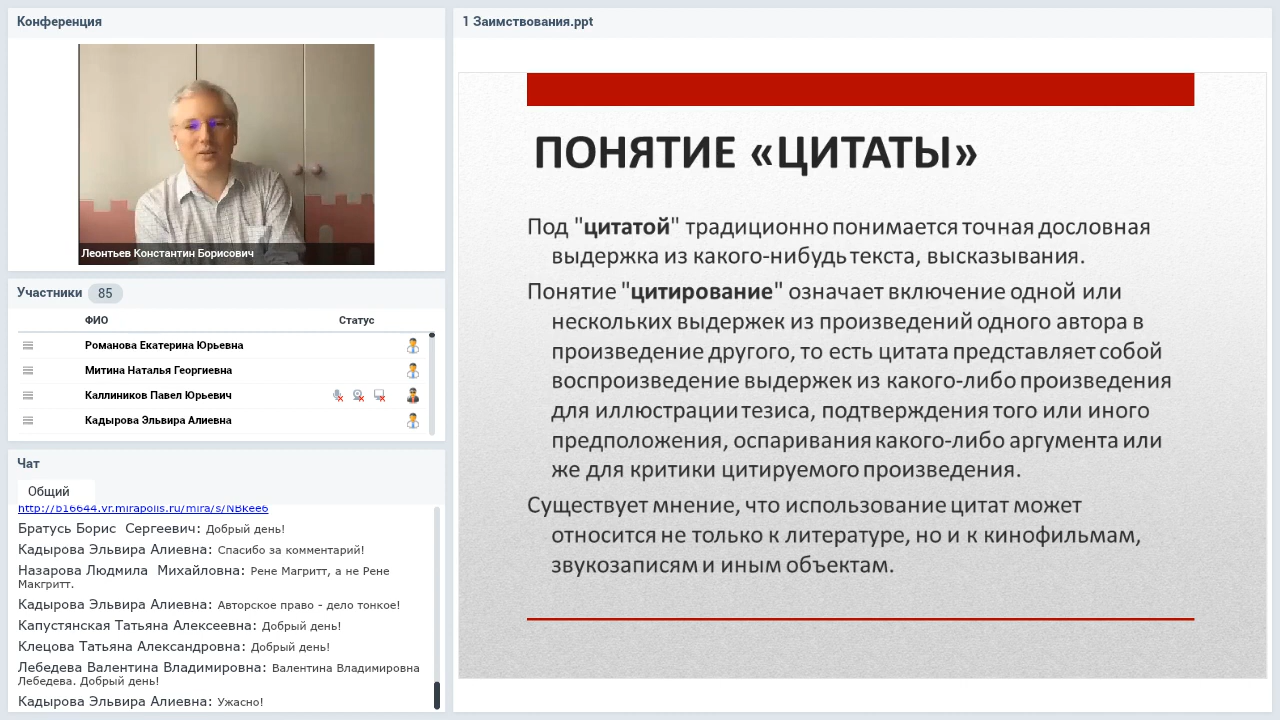 Конференция
Леонтьев Константин Борисович
Участники 85
ФИО Статус
Романова Екатерина Юрьевна
Митина Наталья Георгиевна
Каллиников Павел Юрьевич
Кадырова Эльвира Алиевна
Чат
Общий
http://b16644.vr.mirapolis.ru/mira/s/NBkee6
Братусь Борис  Сергеевич: Добрый день!
Кадырова Эльвира Алиевна: Спасибо за комментарий!
Назарова Людмила  Михайловна: Рене Магритт, а не Рене
Макгритт.
Кадырова Эльвира Алиевна: Авторское право - дело тонкое!
Капустянская Татьяна Алексеевна: Добрый день!
Клецова Татьяна Александровна: Добрый день!
Лебедева Валентина Владимировна: Валентина Владимировна
Лебедева. Добрый день!
Кадырова Эльвира Алиевна: Ужасно!
1 Заимствования.ppt
ПОНЯТИЕ «ЦИТАТЫ»
Под "цитатой" традиционно понимается точная дословная
выдержка из какого-нибудь текста, высказывания.
Понятие "цитирование" означает включение одной или
нескольких выдержек из произведений одного автора в
произведение другого, то есть цитата представляет собой
воспроизведение выдержек из какого-либо произведения
для иллюстрации тезиса, подтверждения того или иного
предположения, оспаривания какого-либо аргумента или
же для критики цитируемого произведения.
Существует мнение, что использование цитат может
относится не только к литературе, но и к кинофильмам,
звукозаписям и иным объектам.